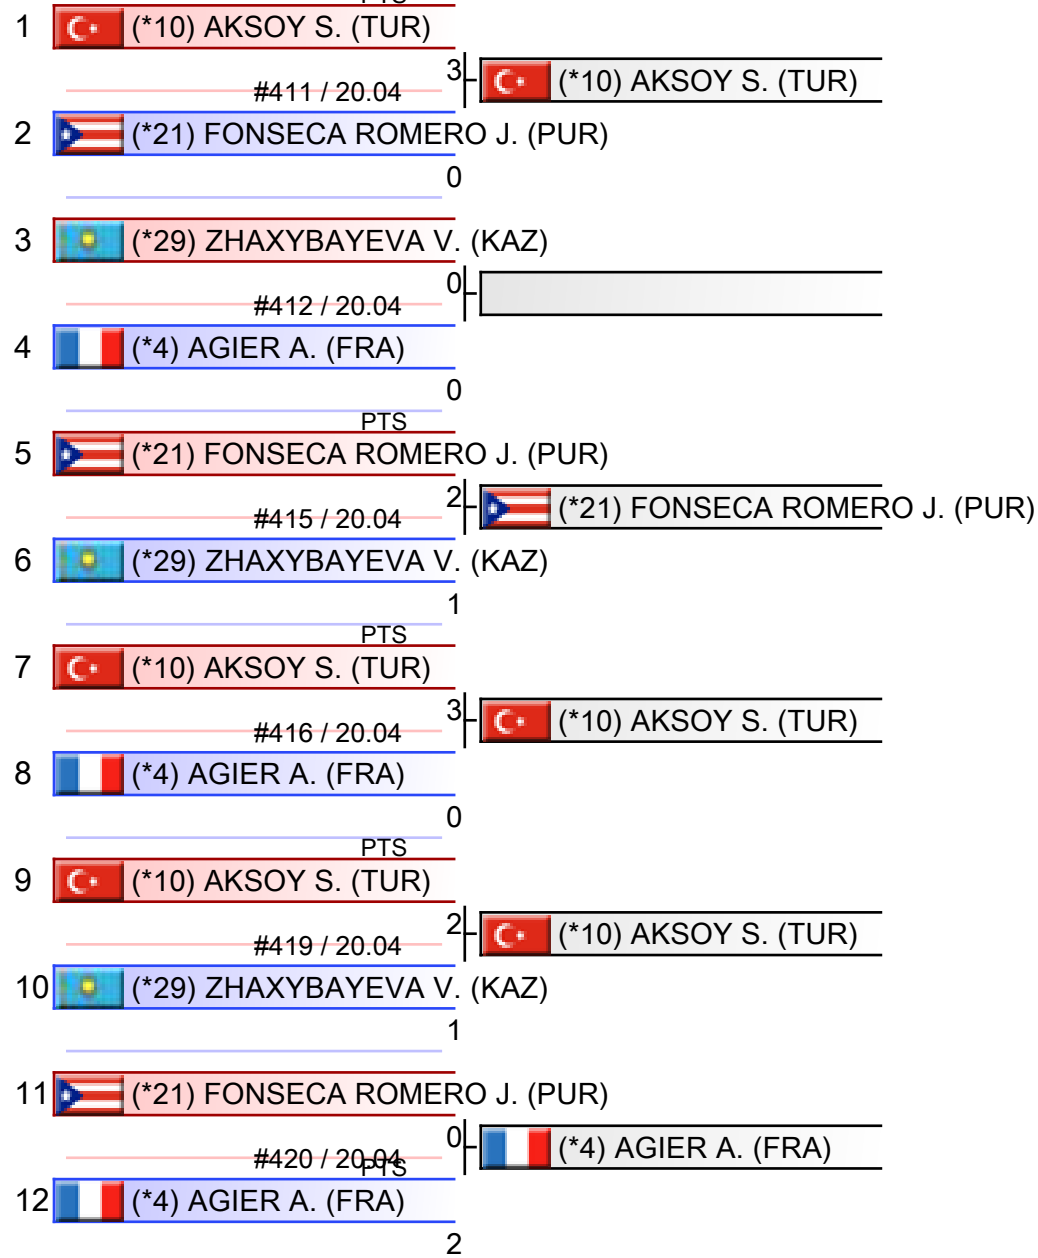 PTS
1 (*10) AKSOY S. (TUR)
3 (*10) AKSOY S. (TUR)
#411 / 20.04
2 (*21) FONSECA ROMERO J. (PUR)
0
3 (*29) ZHAXYBAYEVA V. (KAZ)
0
#412 / 20.04
4 (*4) AGIER A. (FRA)
0
PTS
5 (*21) FONSECA ROMERO J. (PUR)
2 (*21) FONSECA ROMERO J. (PUR)
#415 / 20.04
6 (*29) ZHAXYBAYEVA V. (KAZ)
1
PTS
7 (*10) AKSOY S. (TUR)
3 (*10) AKSOY S. (TUR)
#416 / 20.04
8 (*4) AGIER A. (FRA)
0
PTS
9 (*10) AKSOY S. (TUR)
2 (*10) AKSOY S. (TUR)
#419 / 20.04
10 (*29) ZHAXYBAYEVA V. (KAZ)
1
11 (*21) FONSECA ROMERO J. (PUR)
0 (*4) AGIER A. (FRA)
#420 / 20.04
PTS
12 (*4) AGIER A. (FRA)
2